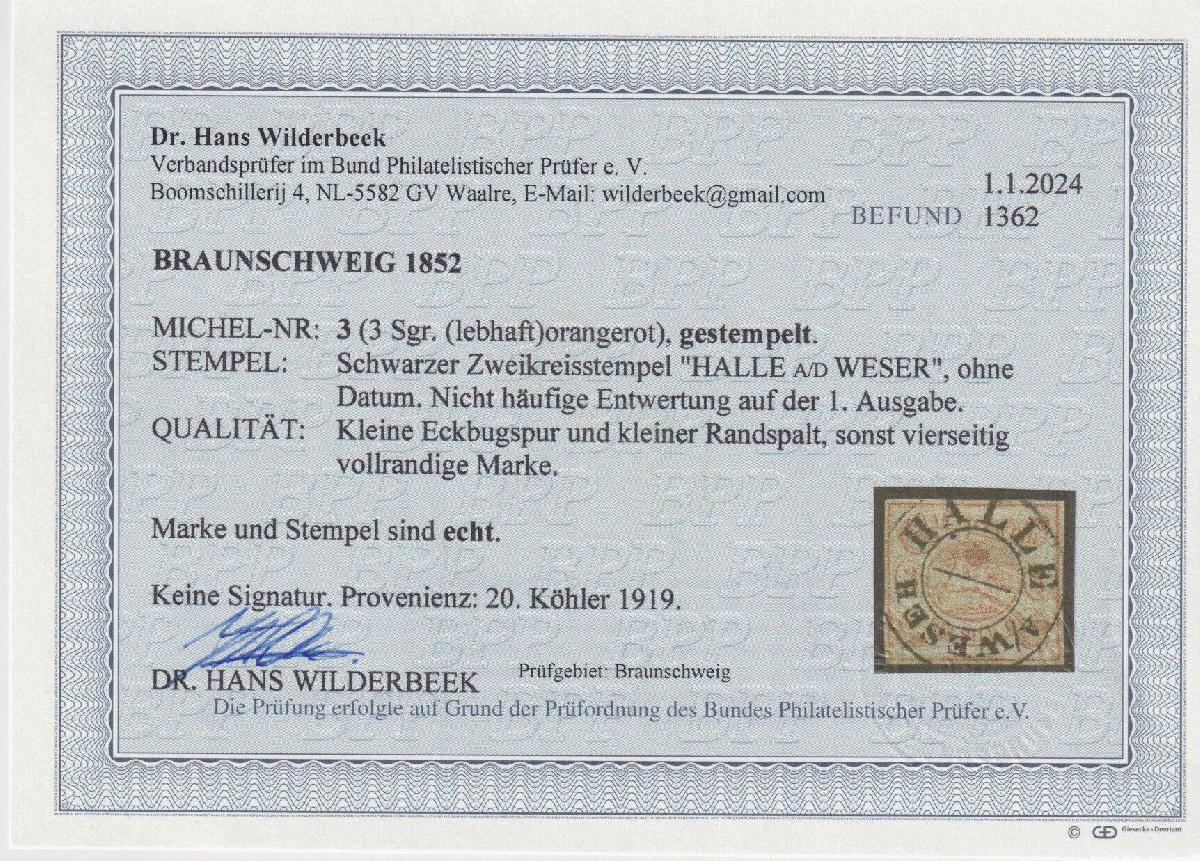 Dr. Hans Wilderbeek
Verbandsprüfer im Bund Philatelistischer Prüfer e. V.
Boomschillerij 4, NL-5582 GV Waalre, E-Mail: wilderbeek@gmail.com
1.1.2024
BEFUND 1362
BRAUNSCHWEIG 1852
MICHEL-NR: 3 (3 Sgr. (lebhaft)orangerot), gestempelt.
STEMPEL: Schwarzer Zweikreisstempel "HALLE A/D WESER", ohne
Datum. Nicht häufige Entwertung auf der 1. Ausgabe.
QUALITÄT: Kleine Eckbugspur und kleiner Randspalt, sonst vierseitig
vollrandige Marke.
Marke und Stempel sind echt.
HALLE
A/WESER
Keine Signatur. Provenienz: 20. Köhler 1919.
DR. HANS WILDERBEEK
Prüfgebiet: Braunschweig
Die Prüfung erfolgte auf Grund der Prüfordnung des Bundes Philatelistischer Prüfer e.V.
© Giesecke+Devrient